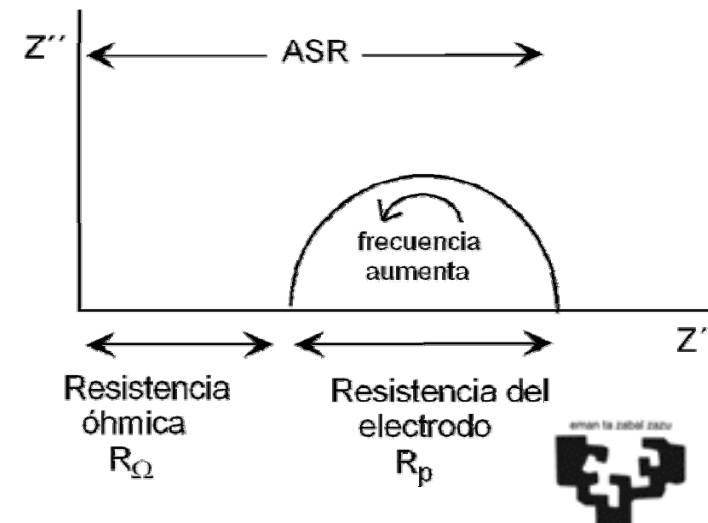 Z´´
ASR
frecuencia
aumenta
Z´
Resistencia
óhmica
RΩ
Resistencia del
electrodo
Rp
eman ta zabal zazu